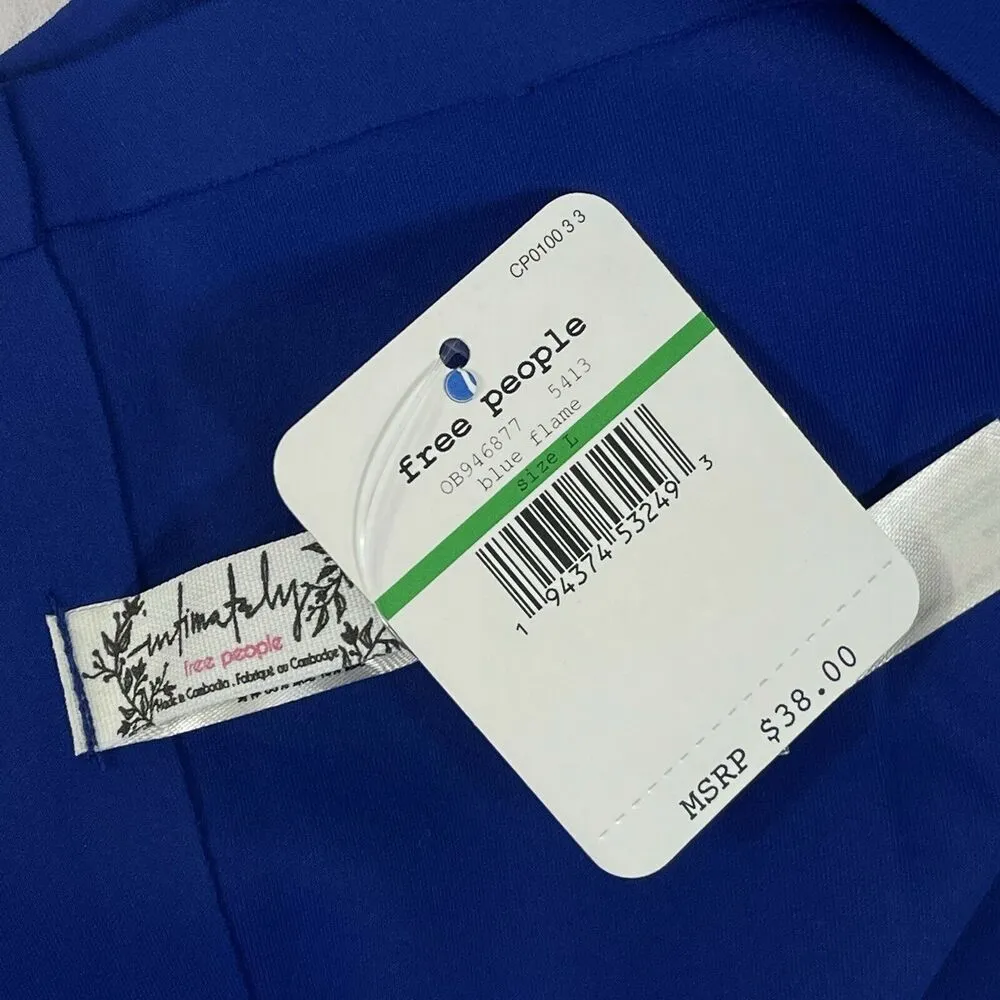 CP010033
free people
OB946877 5413
blue flame
size L
1 94374 53249 3
MSRP $38.00
intimately
free people
Made in Cambodia . Fabriqué au Cambodge